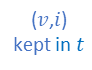 (v,i)
kept in t